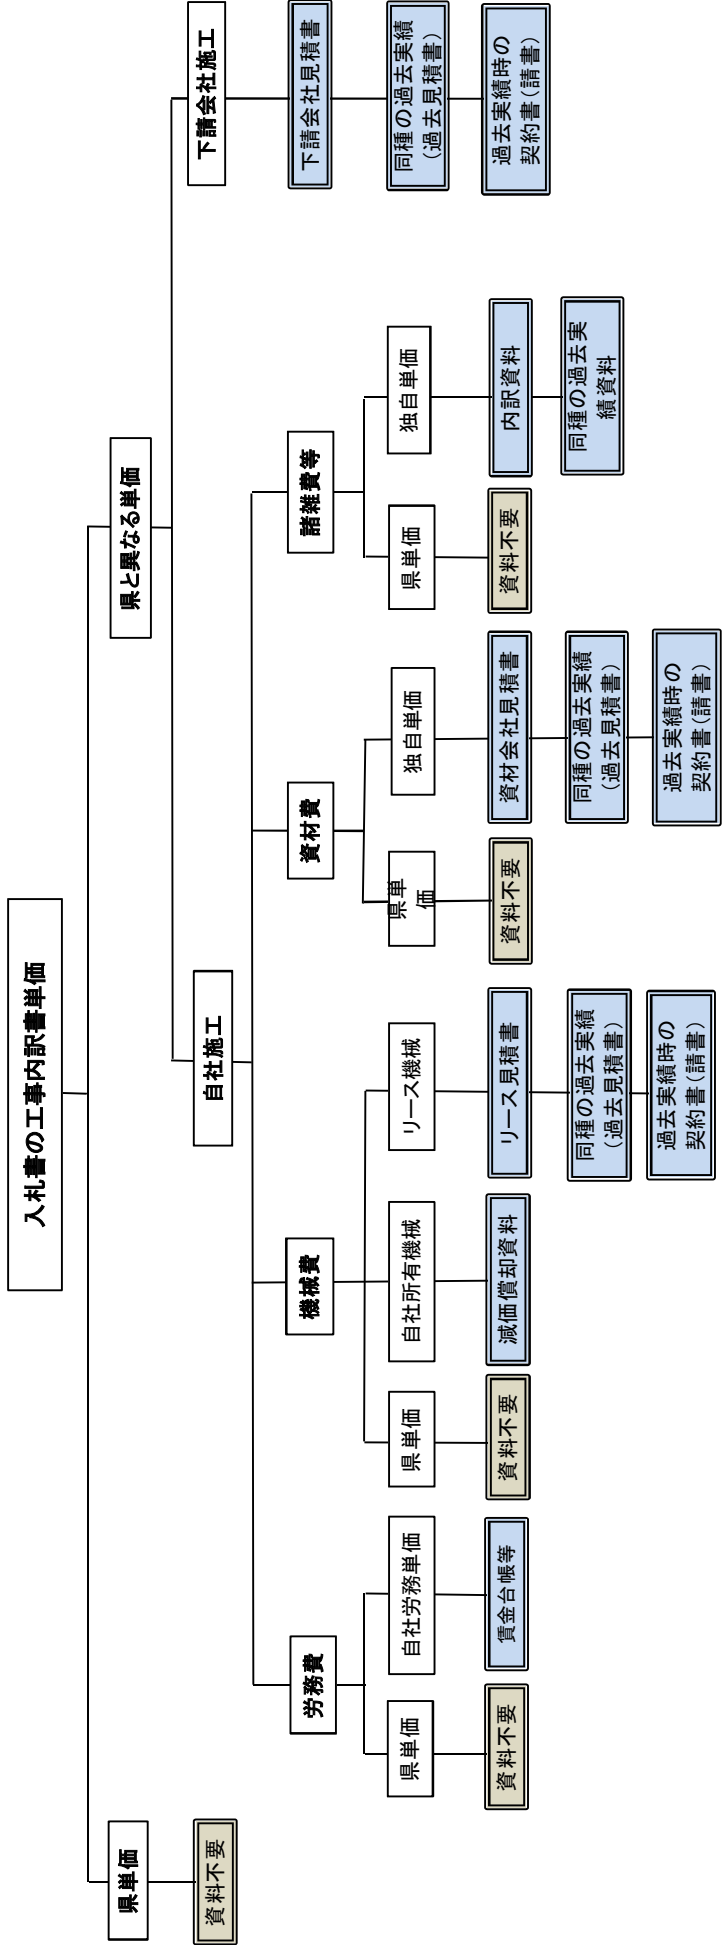 入札書の工事内訳書単価
県単価
資料不要
県と異なる単価
自社施工
労務費
県単価
資料不要
自社労務単価
賃金台帳等
機械費
県単価
資料不要
自社所有機械
減価償却資料
リース機械
リース見積書
同種の過去実績
（過去見積書）
過去実績時の
契約書（請書）
資材費
県単
価
資料不要
独自単価
資材会社見積書
同種の過去実績
（過去見積書）
過去実績時の
契約書（請書）
諸雑費等
県単価
資料不要
独自単価
内訳資料
同種の過去実
績資料
下請会社施工
下請会社見積書
同種の過去実績
（過去見積書）
過去実績時の
契約書（請書）